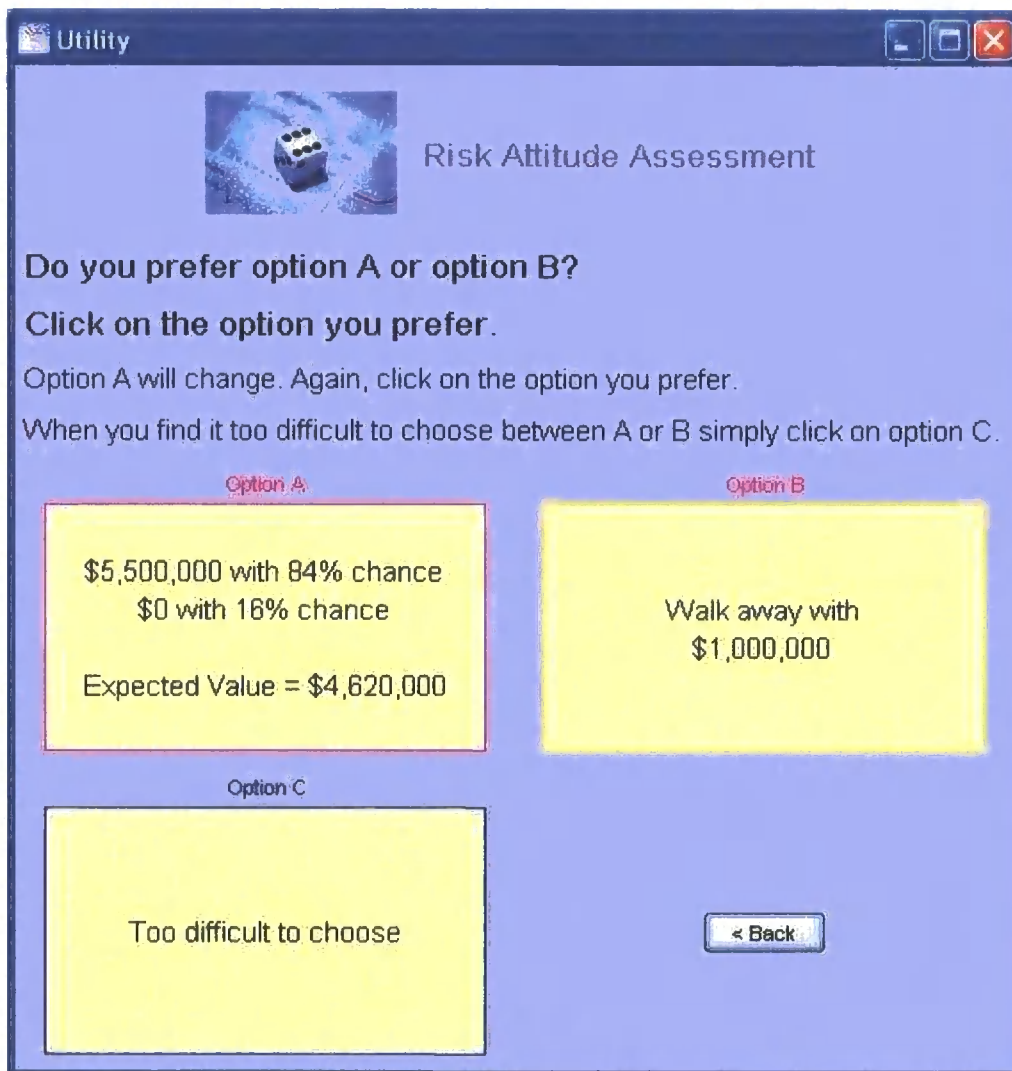 Utility
Risk Attitude Assessment
Do you prefer option A or option B?
Click on the option you prefer.
Option A will change. Again, click on the option you prefer.
When you find it too difficult to choose between A or B simply click on option C.
Option A
$5,500,000 with 84% chance
$0 with 16% chance
Expected Value = $4,620,000
Option B
Walk away with
$1,000,000
Option C
Too difficult to choose
< Back